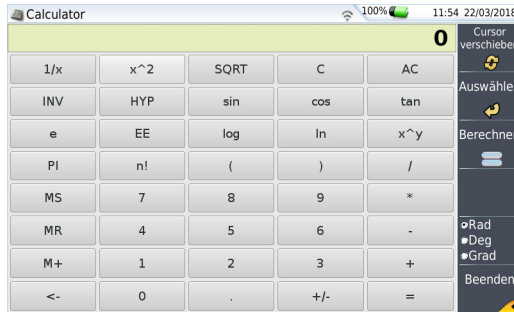 Calculator 100% 11:54 22/03/2018
0
Cursor
verschieben
1/x x^2 SQRT C AC
Auswähle
INV HYP sin cos tan
e EE log ln x^y
Berechnen
PI n! ( ) /
MS 7 8 9 *
MR 4 5 6 -
Rad
Deg
Grad
M+ 1 2 3 +
Beenden
<- 0 . +/- =